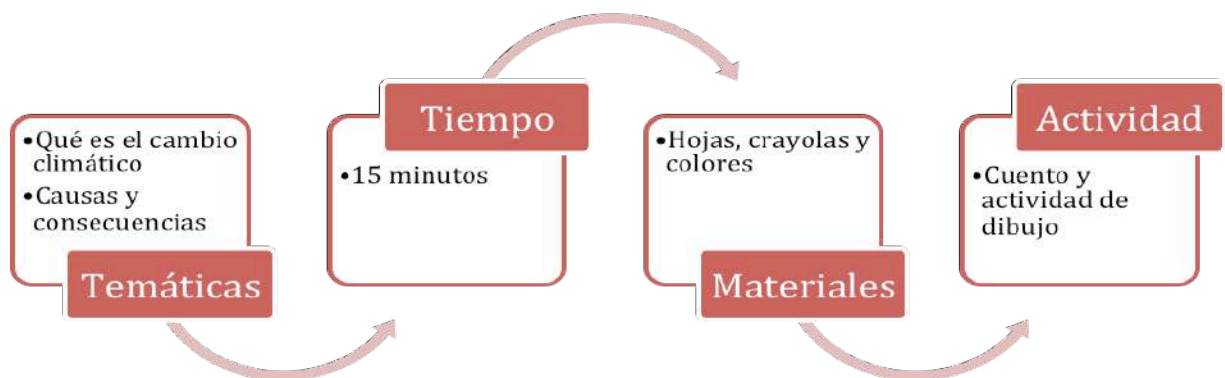 •Qué es el cambio
climático
•Causas y
consecuencias
Temáticas
Tiempo
•15 minutos
•Hojas, crayolas y
colores
Materiales
Actividad
•Cuento y
actividad de
dibujo